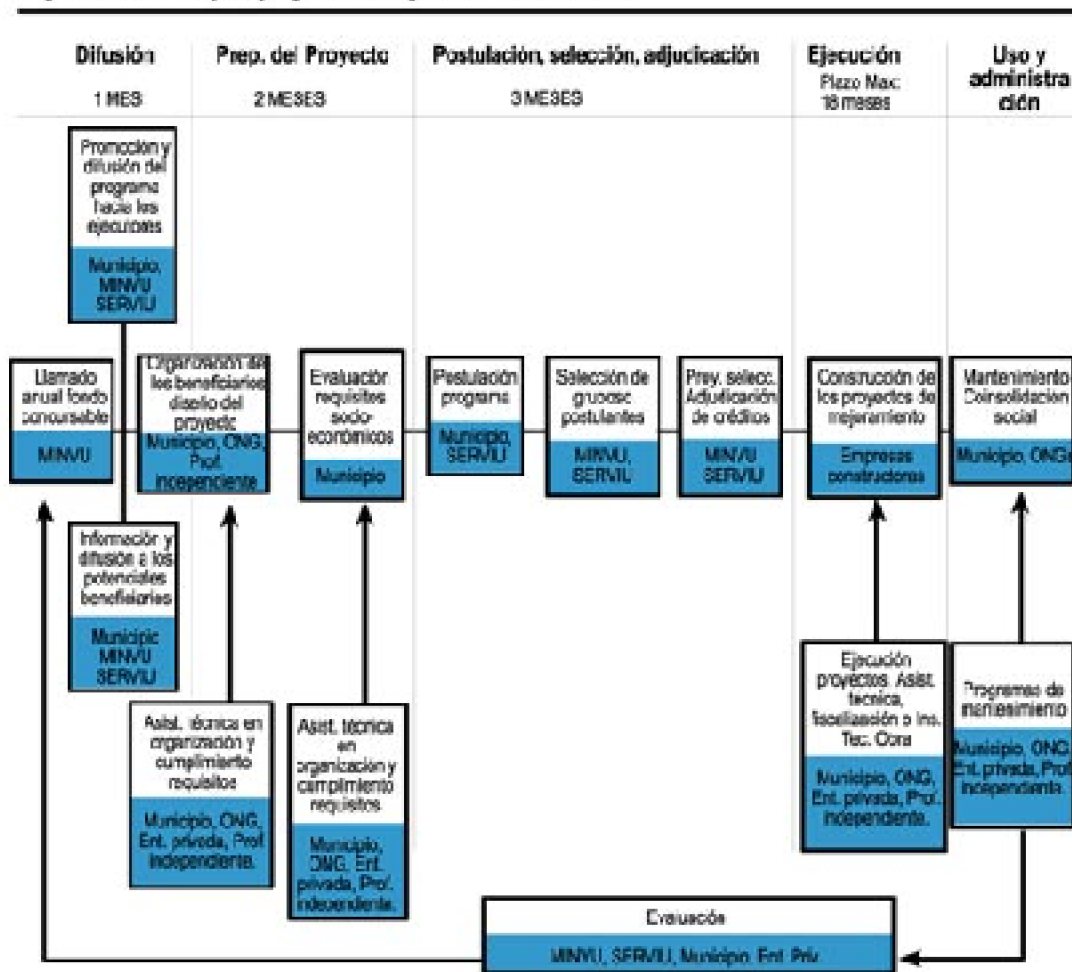 Difusión
1 MES
Prep. del Proyecto
2 MESES
Postulación, selección, adjudicación
3 MESES
Ejecución
Plazo Max:
18 meses
Uso y
administra
ción
Promoción y
difusión del
programa
hacia los
ejecutores
Municipio,
MINVU
SERVIU
Llamado
anual fondo
concursable
MINVU
Organización de
los beneficiarios
diseño del
proyecto
Municipio, ONG,
Prof.
independiente
Evaluación
requisitos
socio-
económicos
Municipio
Postulación
programa
Municipio,
SERVIU
Selección de
grupos
postulantes
MINVU,
SERVIU
Proy. selecc.
Adjudicación
de créditos
MINVU
SERVIU
Construcción de
los proyectos de
mejoramiento
Empresas
constructoras
Mantenimiento
Coinsolidación
social
Municipio, ONGs
Información y
difusión a los
potenciales
beneficiarios
Municipio
MINVU
SERVIU
Asist. técnica en
organización y
cumplimiento
requisitos
Municipio, ONG,
Ent. privada, Prof.
independiente.
Asist. técnica
en
organización y
cumplimiento
requisitos
Municipio,
ONG, Ent.
privada, Prof.
independiente.
Ejecución
proyectos. Asist.
técnica,
fiscalización o Ins.
Tec. Obra
Municipio, ONG,
Ent. privada, Prof.
independiente.
Programas de
mantenimiento
Municipio, ONG,
Ent. privada, Prof.
independiente.
Evaluación
MINVU, SERVIU, Municipio, Ent. Priv.